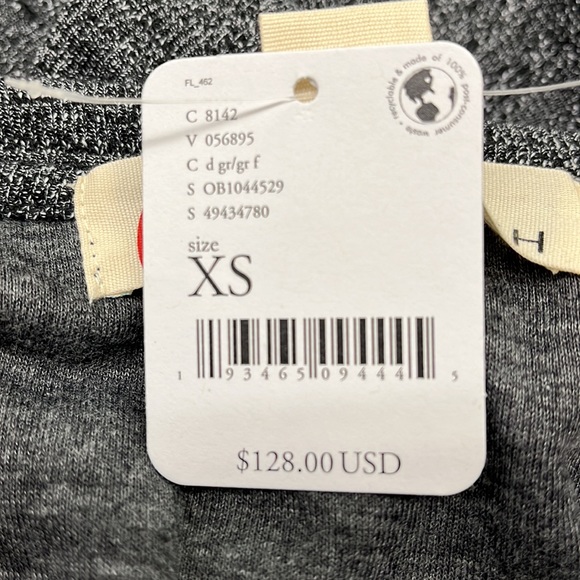 FL_462
recyclable & made of 100% post-consumer waste
C 8142
V 056895
C d gr/gr f
S OB1044529
S 49434780
size
XS
1 93465 09444 5
$128.00 USD